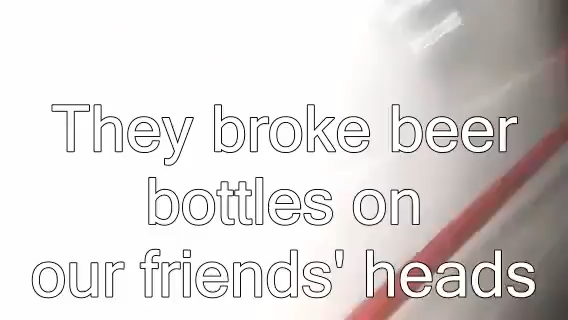 They broke beer
bottles on
our friends' heads